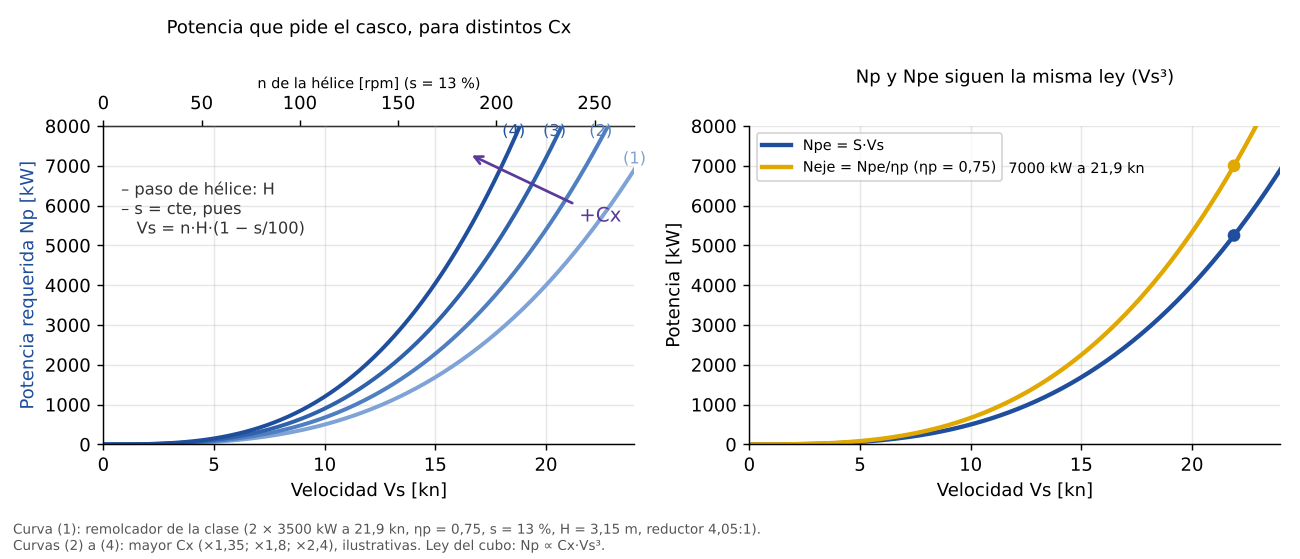 Potencia que pide el casco, para distintos Cx
n de la hélice [rpm] (s = 13 %)
0 50 100 150 200 250
8000
7000
6000
5000
4000
3000
2000
1000
0
Potencia requerida Np [kW]
(4) (3) (2) (1)
– paso de hélice: H
– s = cte, pues
Vs = n·H·(1 − s/100)
+Cx
0 5 10 15 20
Velocidad Vs [kn]
Np y Npe siguen la misma ley (Vs³)
8000
7000
6000
5000
4000
3000
2000
1000
0
Potencia [kW]
Npe = S·Vs
Neje = Npe/ηp (ηp = 0,75)
7000 kW a 21,9 kn
0 5 10 15 20
Velocidad Vs [kn]
Curva (1): remolcador de la clase (2 × 3500 kW a 21,9 kn, ηp = 0,75, s = 13 %, H = 3,15 m, reductor 4,05:1).
Curvas (2) a (4): mayor Cx (×1,35; ×1,8; ×2,4), ilustrativas. Ley del cubo: Np ∝ Cx·Vs³.